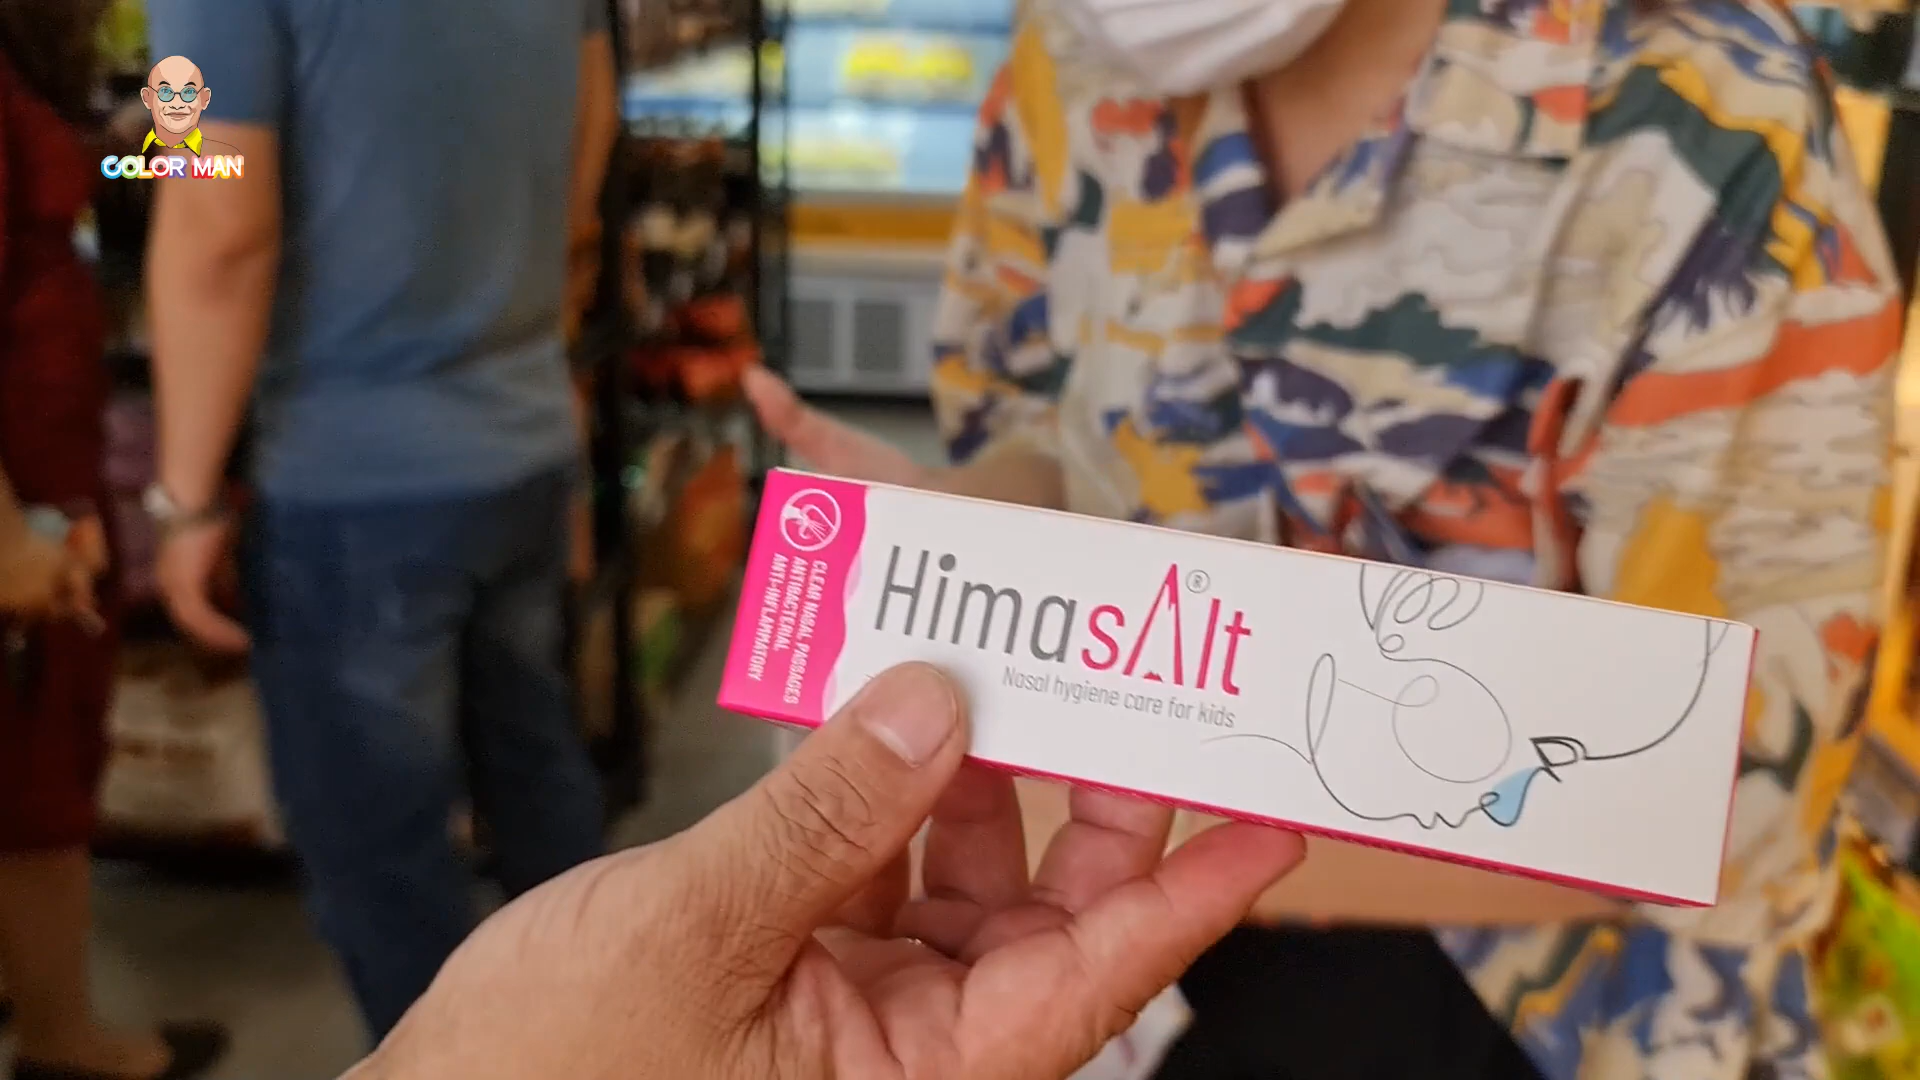 COLOR MAN
CLEAR NASAL PASSAGES
ANTIBACTERIAL
ANTI-INFLAMMATORY
HimasAlt®
Nasal hygiene care for kids